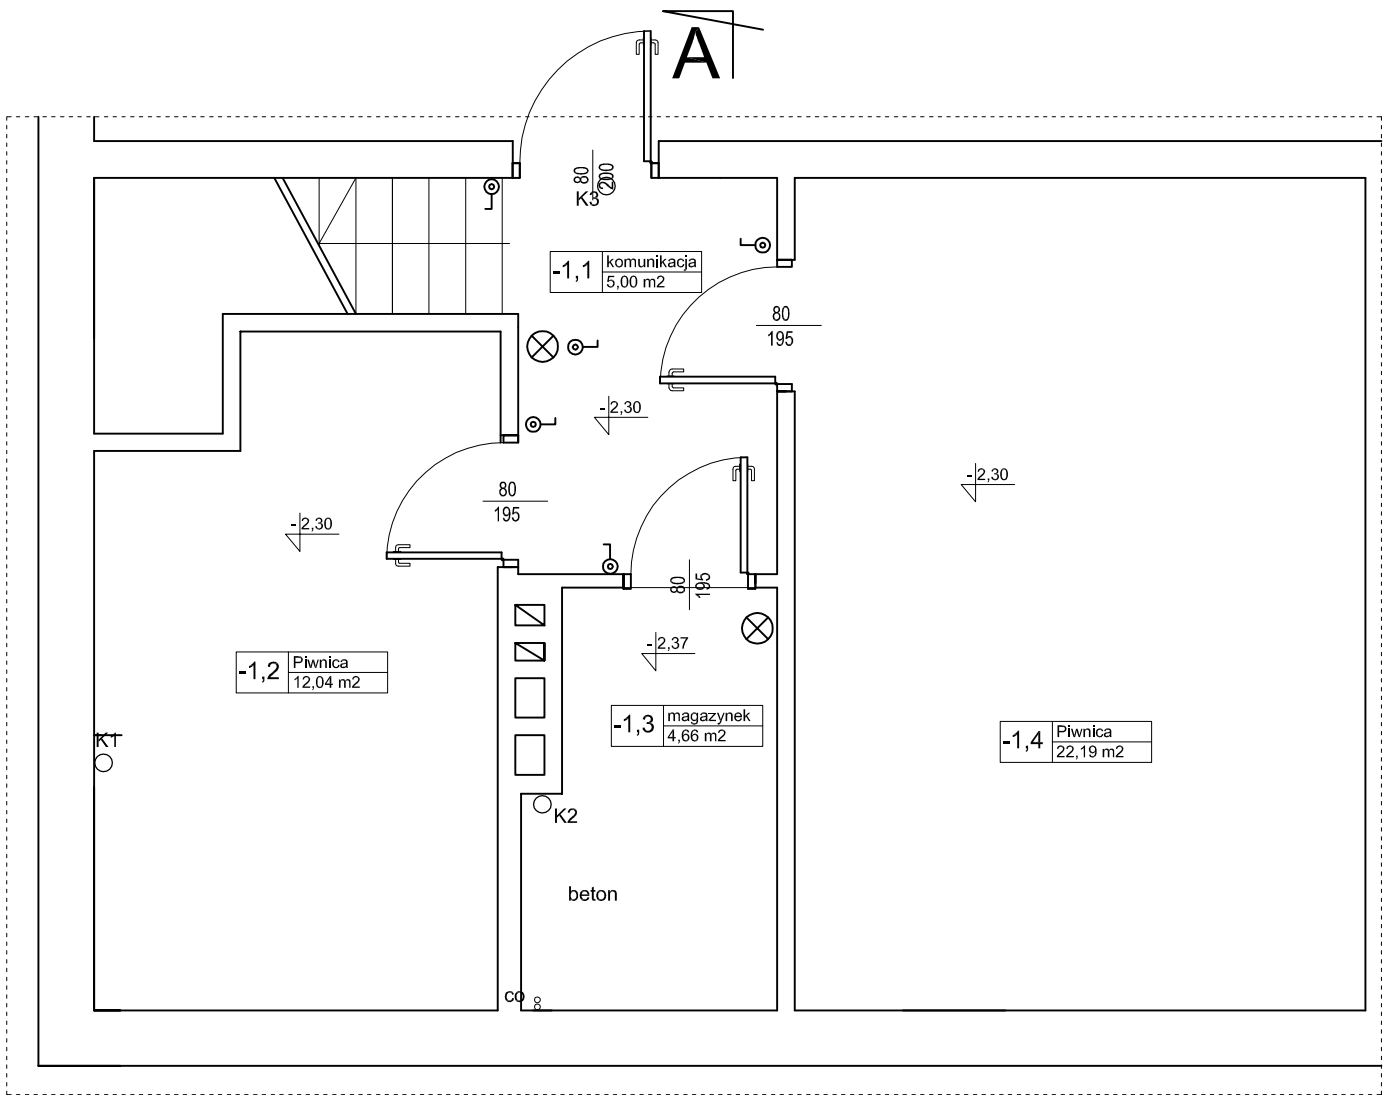 A
80
200
K3
-1,1
komunikacja
5,00 m2
80
195
-2,30
-2,30
80
195
-2,30
80
195
-2,37
-1,2
Piwnica
12,04 m2
-1,3
magazynek
4,66 m2
-1,4
Piwnica
22,19 m2
K1
K2
beton
co